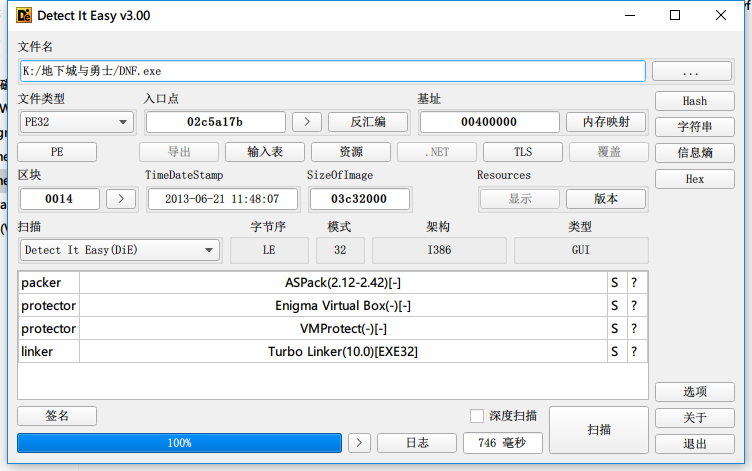 Detect It Easy v3.00
文件名
K:/地下城与勇士/DNF.exe
...
文件类型 入口点 基址
PE32 02c5a17b > 反汇编 00400000 内存映射
Hash
PE 导出 输入表 资源 .NET TLS 覆盖
字符串
信息熵
区块 TimeDateStamp SizeOfImage Resources
Hex
0014 > 2013-06-21 11:48:07 03c32000 显示 版本
扫描 字节序 模式 架构 类型
Detect It Easy(DiE) LE 32 I386 GUI
packer ASPack(2.12-2.42)[-] S ?
protector Enigma Virtual Box(-)[-] S ?
protector VMProtect(-)[-] S ?
linker Turbo Linker(10.0)[EXE32] S ?
选项
签名 深度扫描 扫描
关于
100% > 日志 746 毫秒
退出